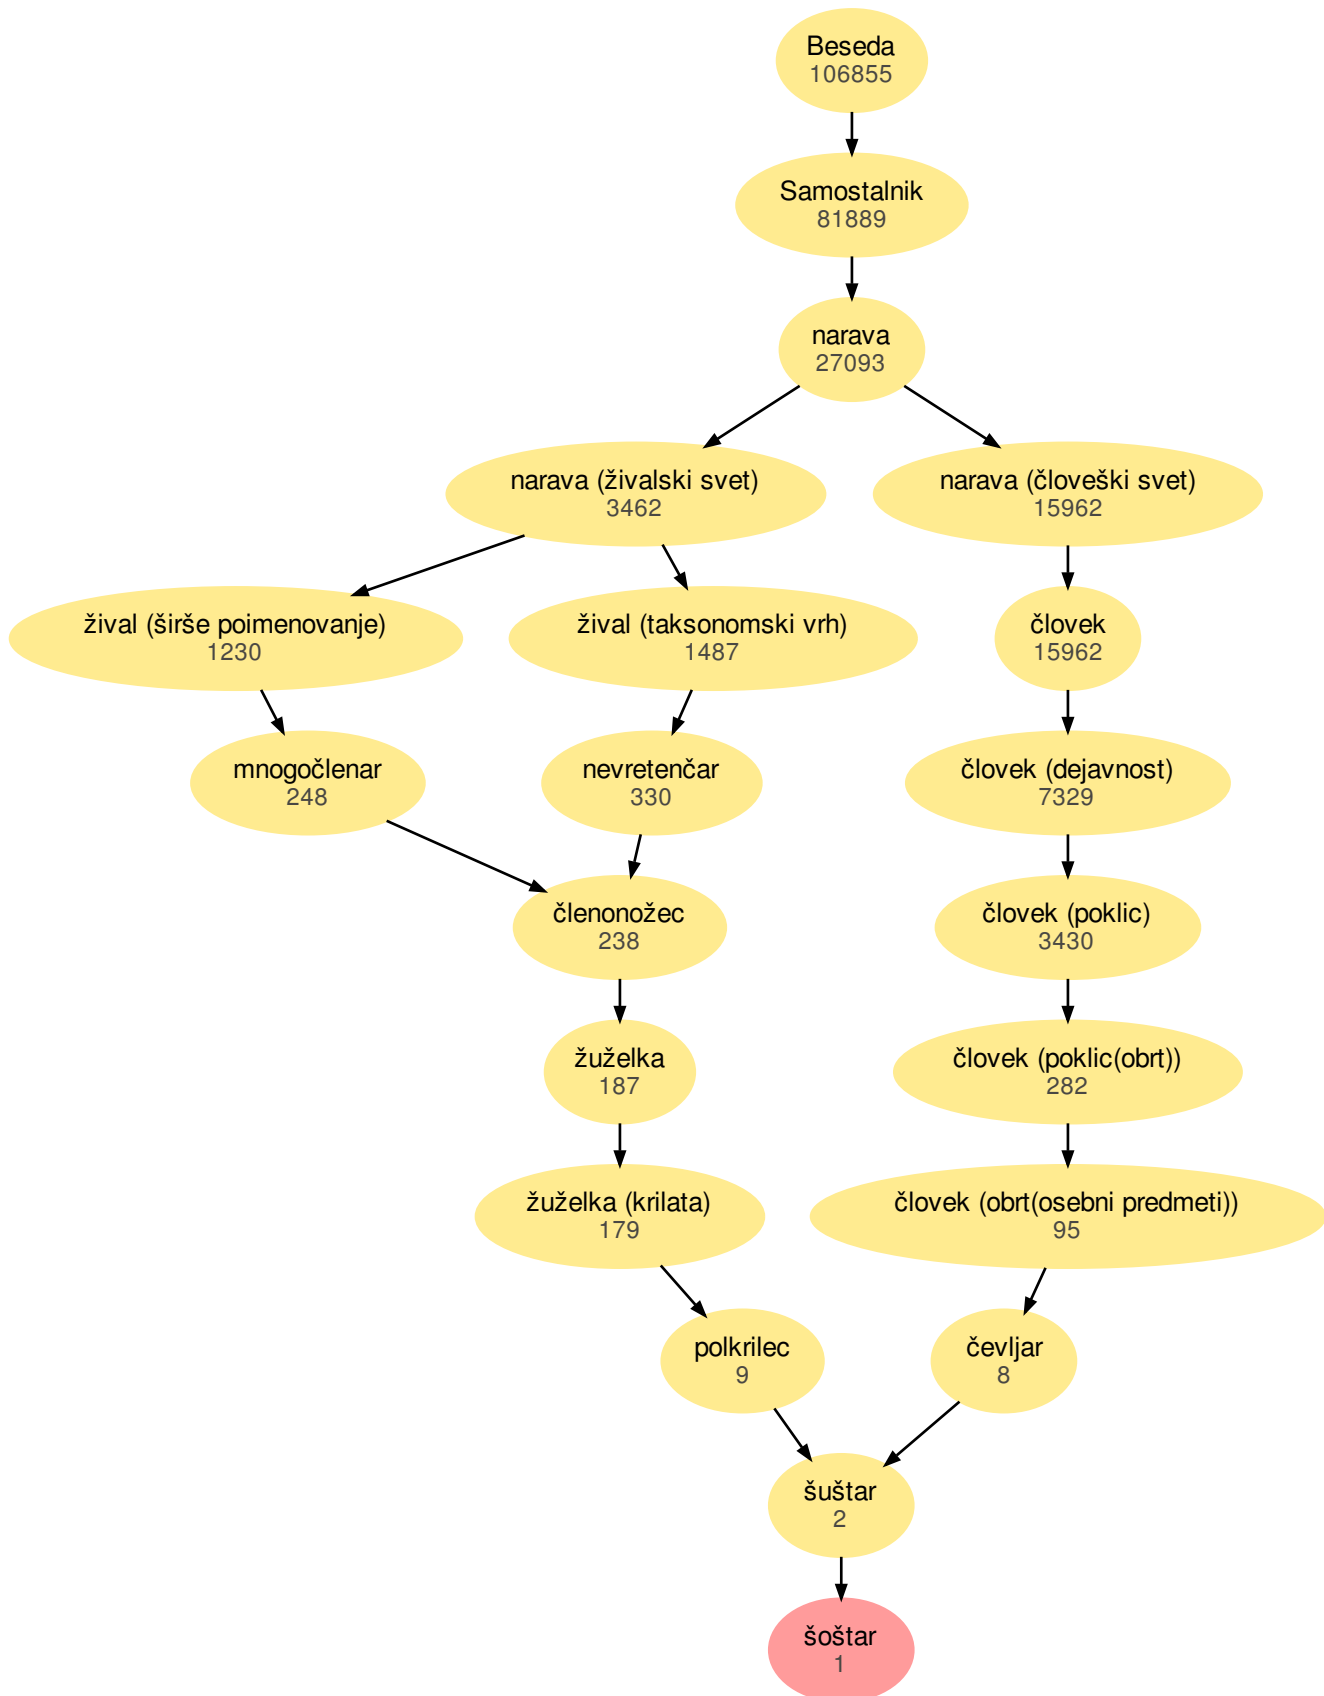 Beseda
106855
Samostalnik
81889
narava
27093
narava (živalski svet)
3462
narava (človeški svet)
15962
žival (širše poimenovanje)
1230
žival (taksonomski vrh)
1487
človek
15962
mnogočlenar
248
nevretenčar
330
človek (dejavnost)
7329
členonožec
238
človek (poklic)
3430
žuželka
187
človek (poklic(obrt))
282
žuželka (krilata)
179
človek (obrt(osebni predmeti))
95
polkrilec
9
čevljar
8
šuštar
2
šoštar
1